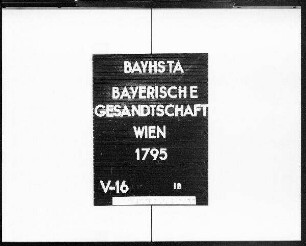 BAYHSTA
BAYERISCHE
GESANDTSCHAFT
WIEN
1795
V-16 18